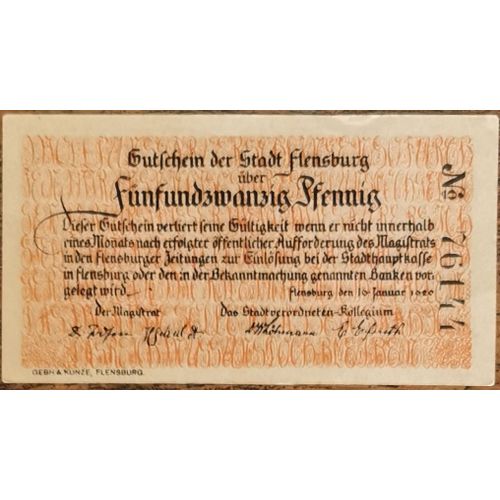 Gutschein der Stadt Flensburg
über
Fünfundzwanzig Pfennig
Dieser Gutschein verliert seine Gültigkeit wenn er nicht innerhalb
eines Monats nach erfolgter öffentlicher Aufforderung des Magistrats
in den Flensburger Zeitungen zur Einlösung bei der Stadthauptkasse
in Flensburg oder den in der Bekanntmachung genannten Banken vor-
gelegt wird.
Flensburg, den 10 Januar 1920
Der Magistrat Das Stadtverordneten-Kollegium
GEBH & KUNZE, FLENSBURG.
№ 76144